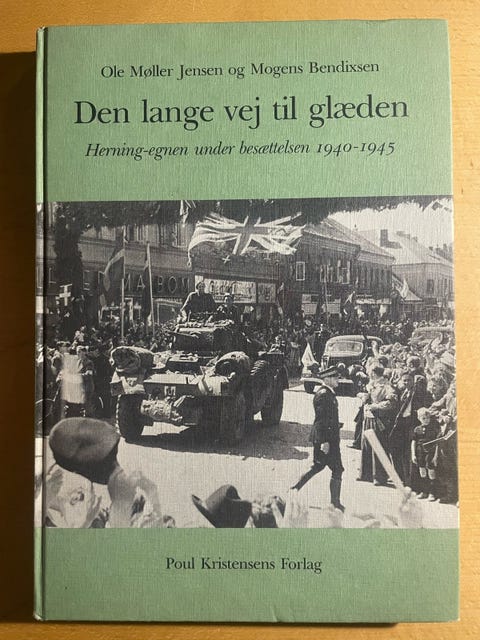 Ole Møller Jensen og Mogens Bendixsen
Den lange vej til glæden
Herning-egnen under besættelsen 1940-1945
Poul Kristensens Forlag